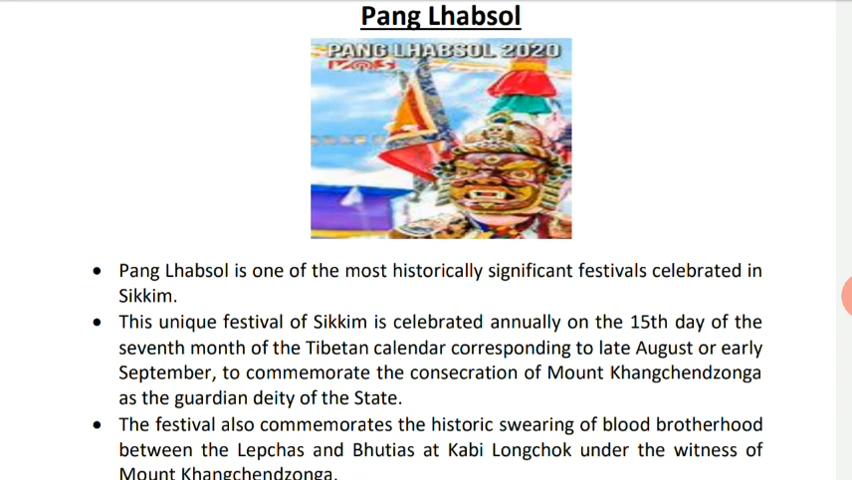 Pang Lhabsol
PANG LHABSOL 2020
• Pang Lhabsol is one of the most historically significant festivals celebrated in
Sikkim.
• This unique festival of Sikkim is celebrated annually on the 15th day of the
seventh month of the Tibetan calendar corresponding to late August or early
September, to commemorate the consecration of Mount Khangchendzonga
as the guardian deity of the State.
• The festival also commemorates the historic swearing of blood brotherhood
between the Lepchas and Bhutias at Kabi Longchok under the witness of
Mount Khangchendzonga.